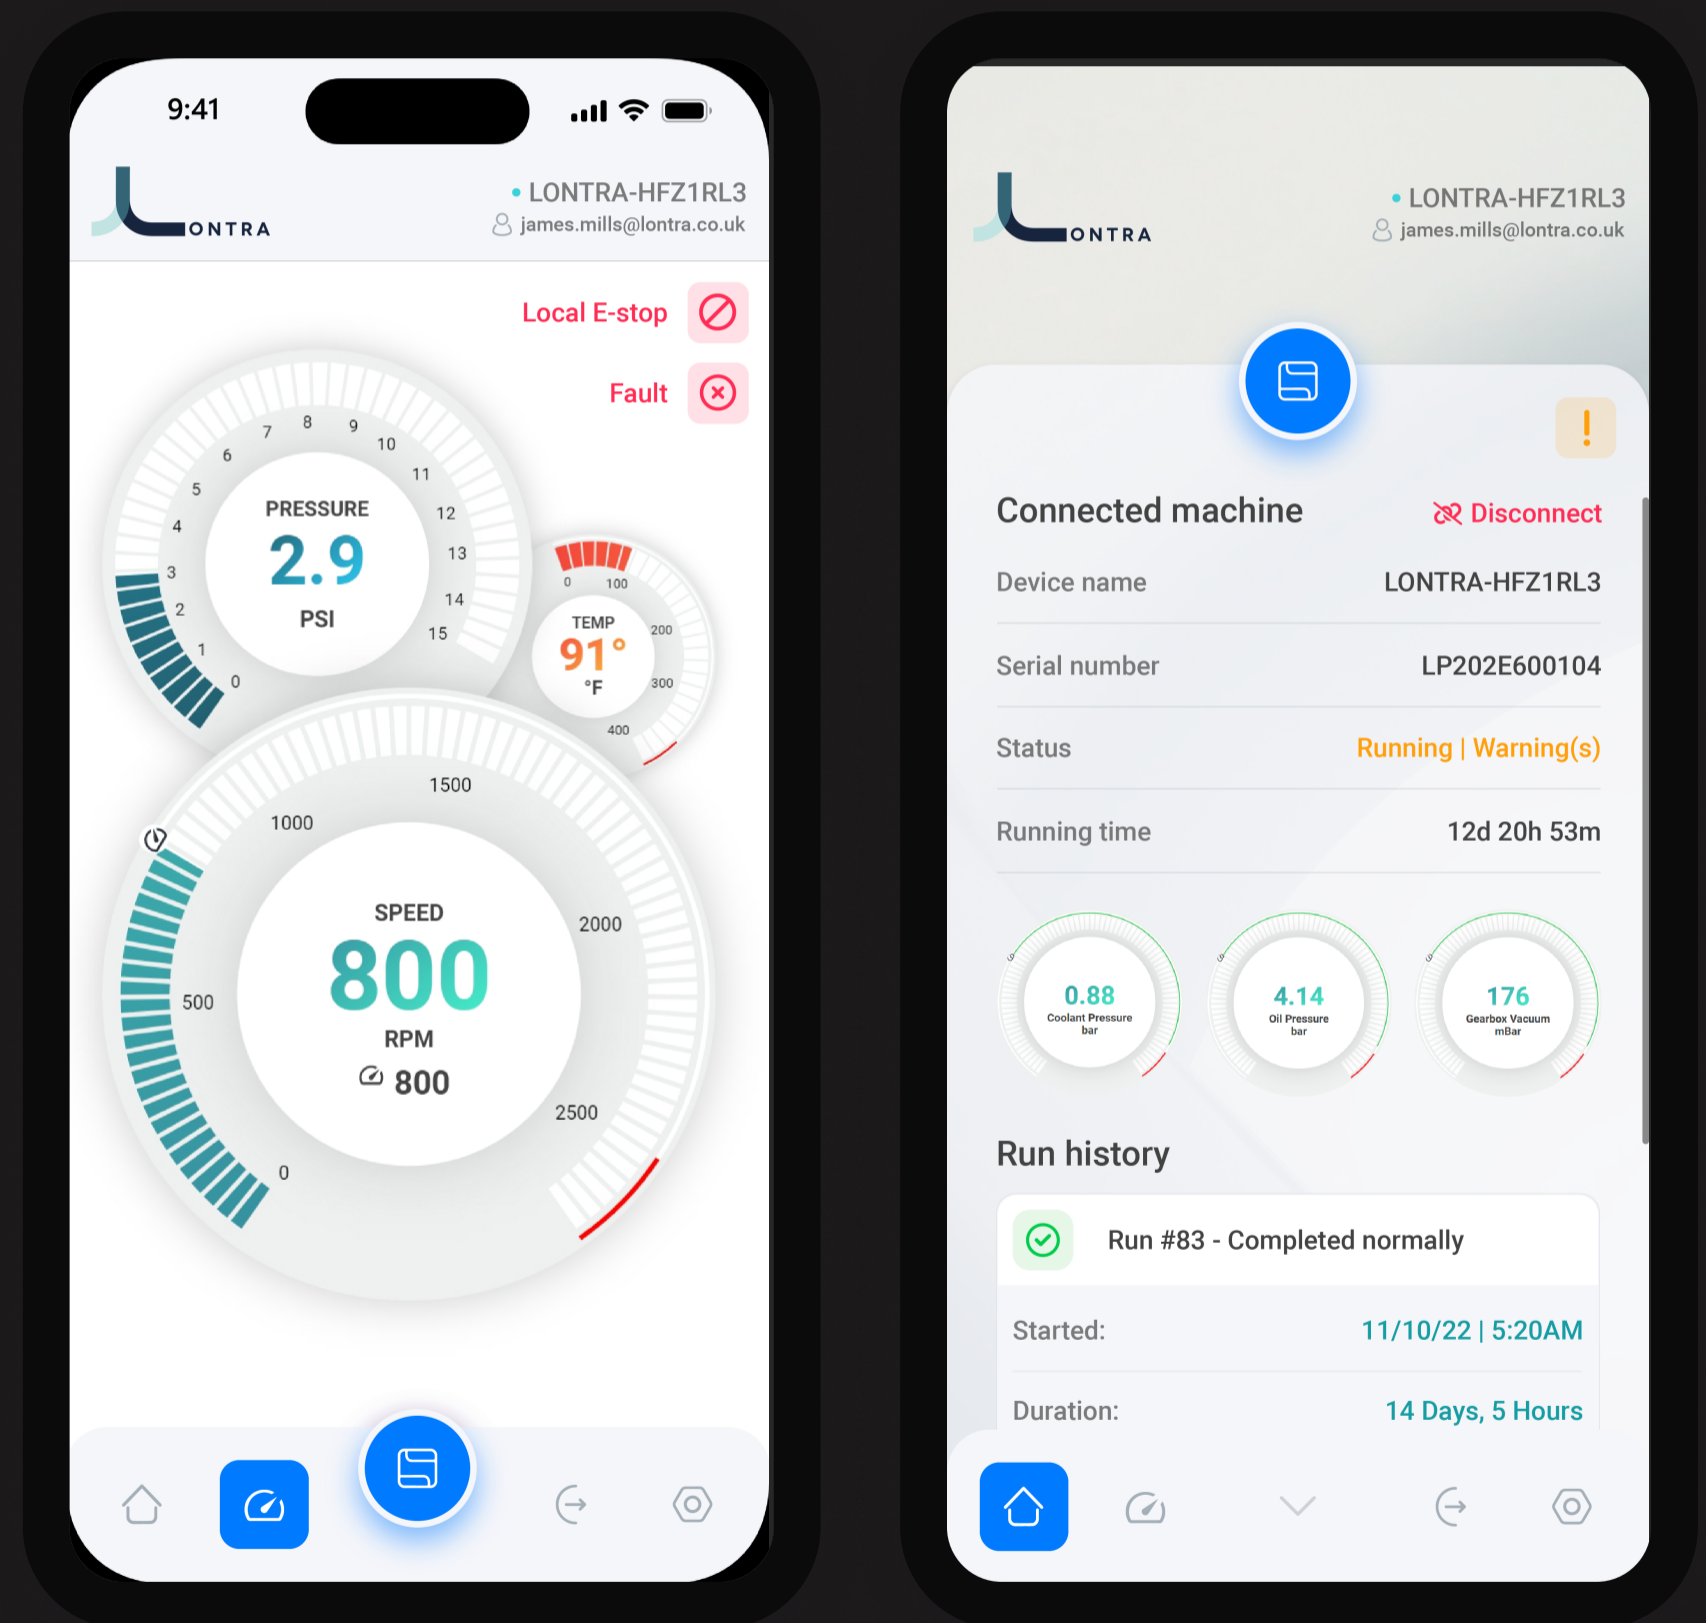 9:41
LONTRA-HFZ1RL3
ONTRA
james.mills@lontra.co.uk
Local E-stop
Fault
0
1
2
3
4
5
6
7
8
9
10
11
12
13
14
15
PRESSURE
2.9
PSI
0
100
200
300
400
TEMP
91°
°F
0
500
1000
1500
2000
2500
SPEED
800
RPM
800
LONTRA-HFZ1RL3
ONTRA
james.mills@lontra.co.uk
Connected machine
Disconnect
Device name LONTRA-HFZ1RL3
Serial number LP202E600104
Status Running | Warning(s)
Running time 12d 20h 53m
0.88
Coolant Pressure
bar
4.14
Oil Pressure
bar
176
Gearbox Vacuum
mBar
Run history
Run #83 - Completed normally
Started: 11/10/22 | 5:20AM
Duration: 14 Days, 5 Hours